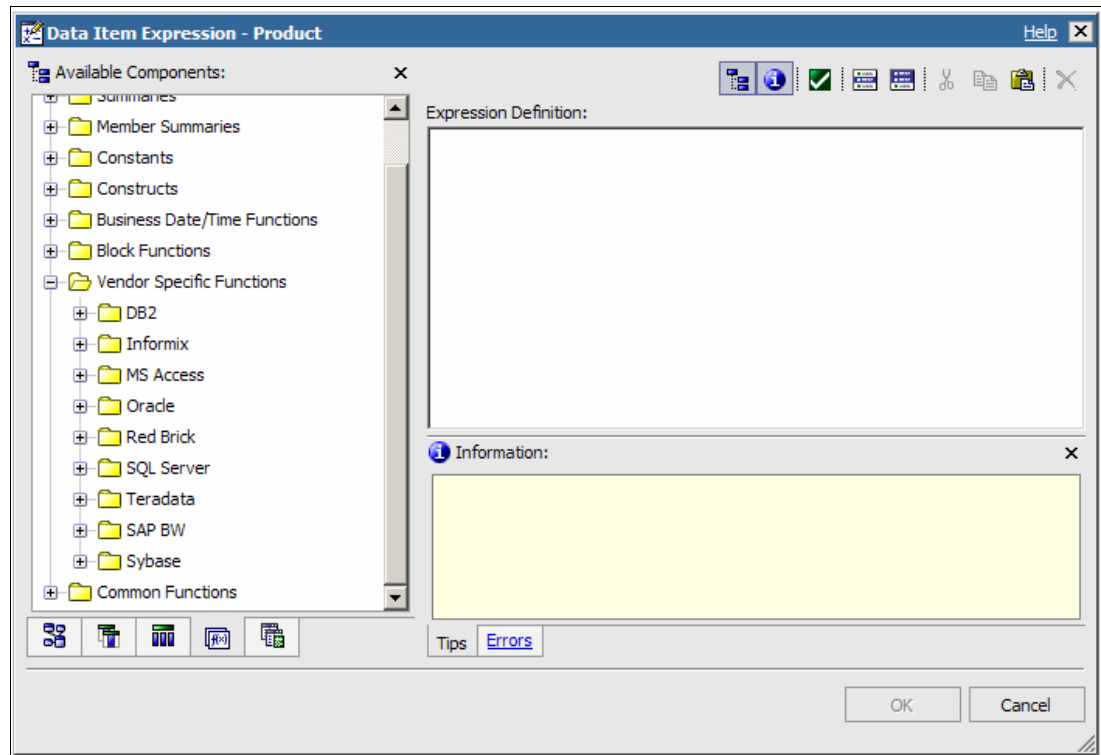 Data Item Expression - Product
Help
Available Components:
Summaries
Member Summaries
Constants
Constructs
Business Date/Time Functions
Block Functions
Vendor Specific Functions
DB2
Informix
MS Access
Oracle
Red Brick
SQL Server
Teradata
SAP BW
Sybase
Common Functions
f(x)
Expression Definition:
Information:
Tips
Errors
OK
Cancel